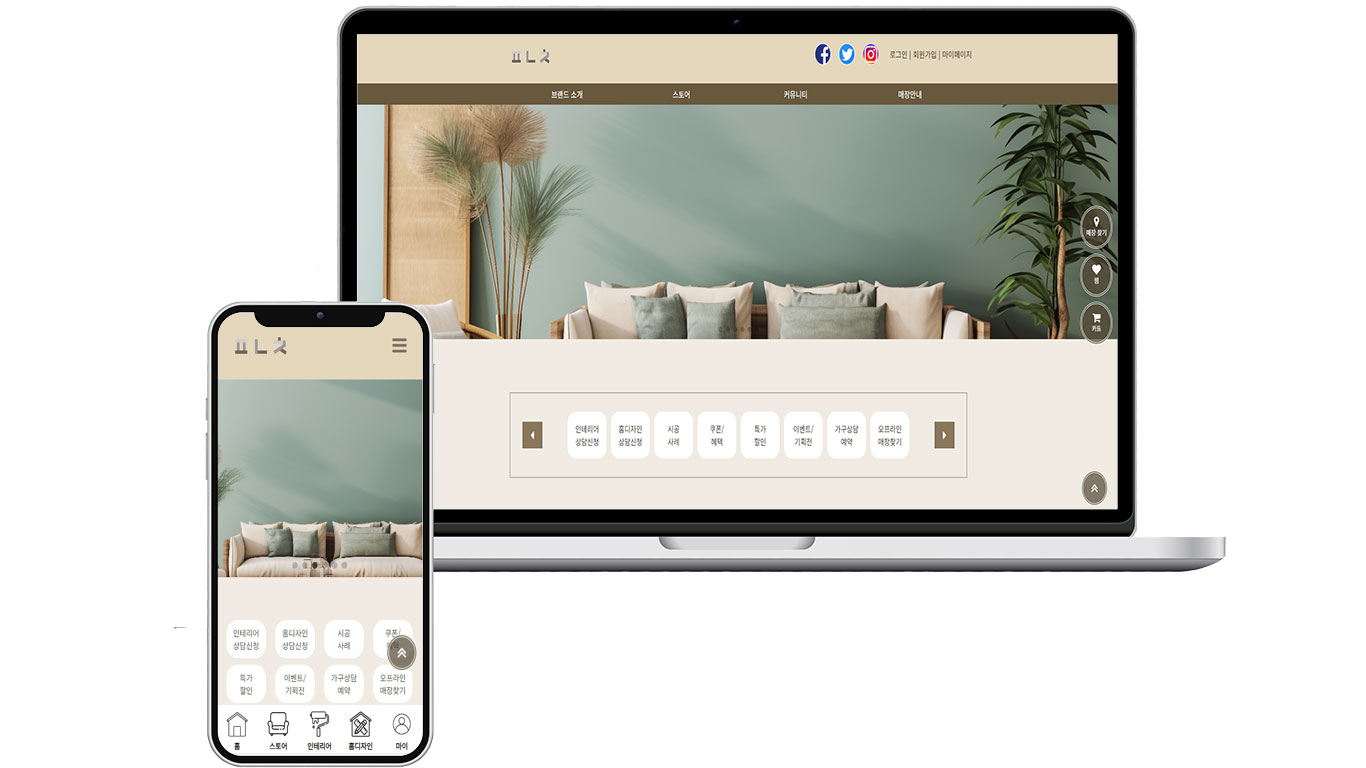 ㅍㄴㅊ
로그인 | 회원가입 | 마이페이지
브랜드 소개 스토어 커뮤니티 매장안내
매장 찾기
찜
카트
인테리어 상담신청
홈디자인 상담신청
시공 사례
쿠폰/ 혜택
특가 할인
이벤트/ 기획전
가구상담 예약
오프라인 매장찾기
ㅍㄴㅊ
인테리어 상담신청
홈디자인 상담신청
시공 사례
쿠폰/
특가 할인
이벤트/ 기획전
가구상담 예약
오프라인 매장찾기
홈 스토어 인테리어 홈디자인 마이